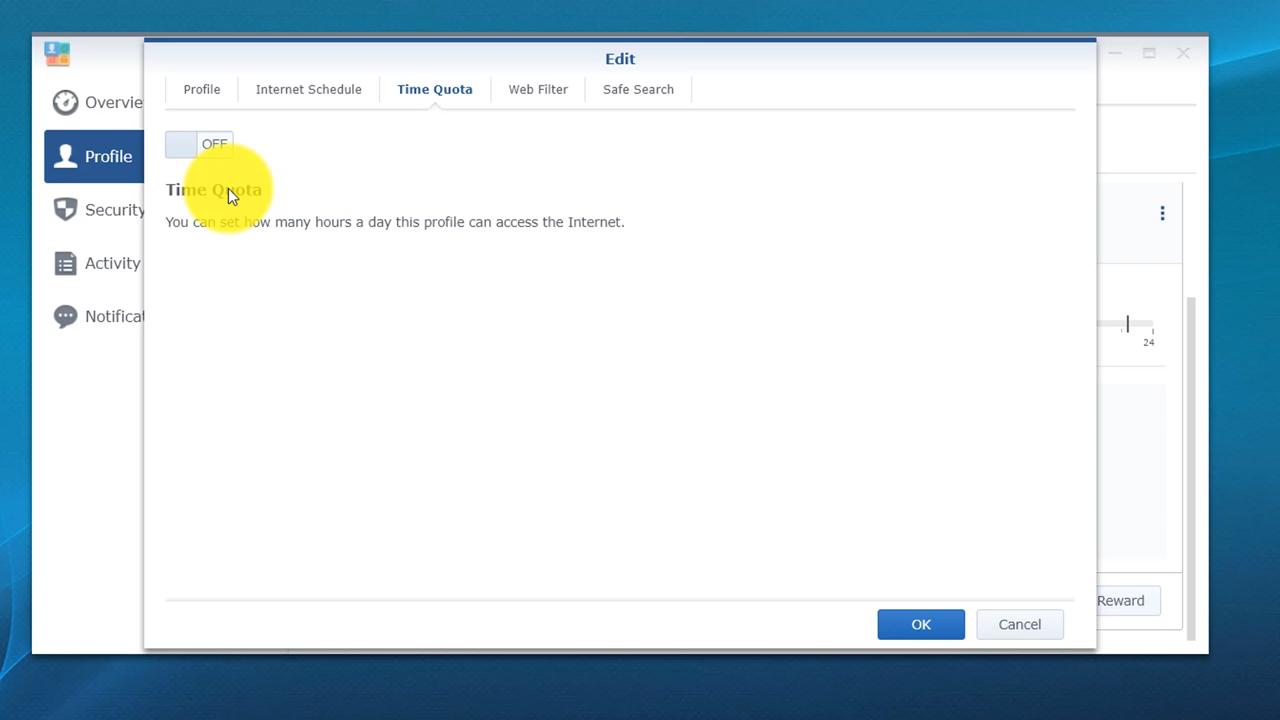 Edit
Profile
Internet Schedule
Time Quota
Web Filter
Safe Search
Overvie
Profile
Security
Activity
Notificat
OFF
Time Quota
You can set how many hours a day this profile can access the Internet.
24
Reward
OK
Cancel